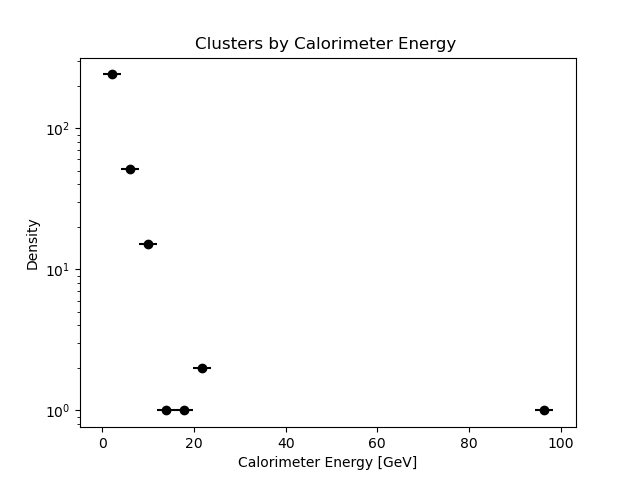 Clusters by Calorimeter Energy
Density
10²
10¹
10⁰
0 20 40 60 80 100
Calorimeter Energy [GeV]